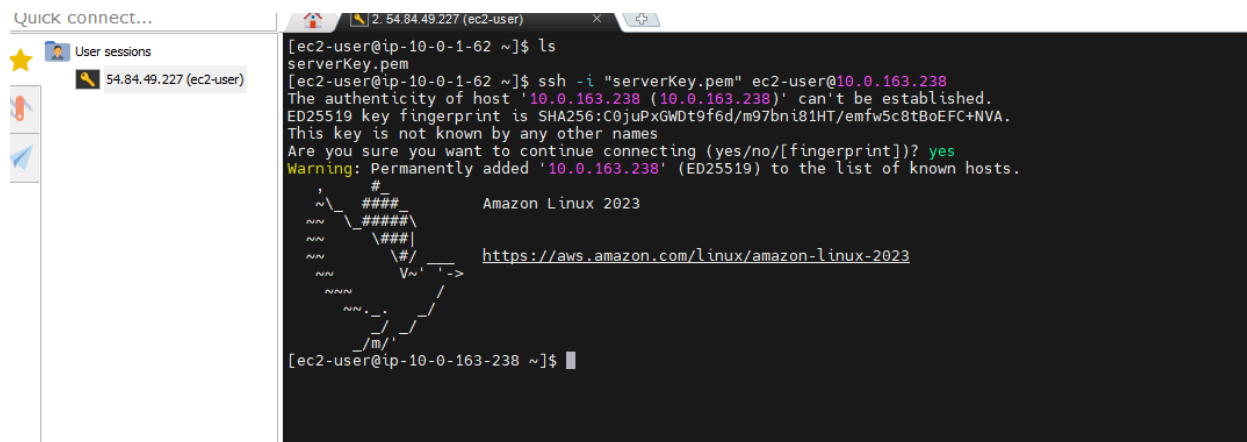 Quick connect...
2. 54.84.49.227 (ec2-user)
User sessions
54.84.49.227 (ec2-user)
[ec2-user@ip-10-0-1-62 ~]$ ls
serverKey.pem
[ec2-user@ip-10-0-1-62 ~]$ ssh -i "serverKey.pem" ec2-user@10.0.163.238
The authenticity of host '10.0.163.238 (10.0.163.238)' can't be established.
ED25519 key fingerprint is SHA256:C0juPxGWDt9f6d/m97bni81HT/emfw5c8tBoEFC+NVA.
This key is not known by any other names
Are you sure you want to continue connecting (yes/no/[fingerprint])? yes
Warning: Permanently added '10.0.163.238' (ED25519) to the list of known hosts.
   ,     #_
   ~\_  ####_        Amazon Linux 2023
  ~~  \_#####\
  ~~     \###|
  ~~       \#/ ___   https://aws.amazon.com/linux/amazon-linux-2023
   ~~       V~' '->
    ~~~         /
      ~~._.   _/
         _/ _/
       _/m/'
[ec2-user@ip-10-0-163-238 ~]$